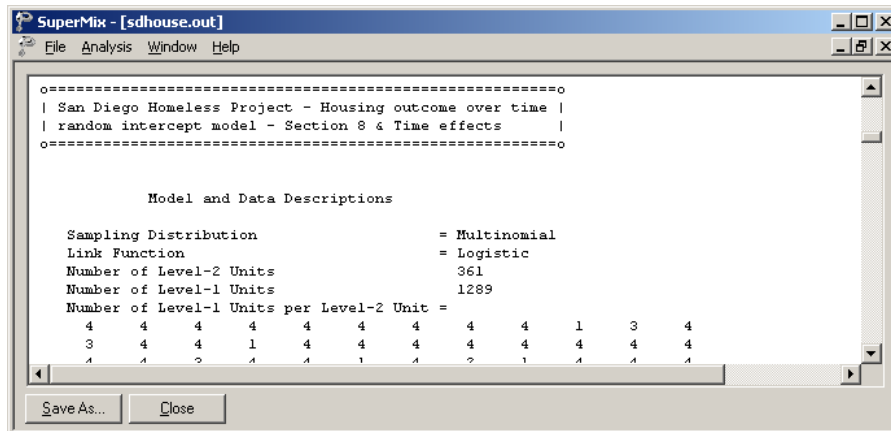 SuperMix - [sdhouse.out]
File Analysis Window Help
o=========================================================o
| San Diego Homeless Project - Housing outcome over time |
| random intercept model - Section 8 & Time effects |
o=========================================================o
Model and Data Descriptions
Sampling Distribution = Multinomial
Link Function = Logistic
Number of Level-2 Units 361
Number of Level-1 Units 1289
Number of Level-1 Units per Level-2 Unit =
4 4 4 4 4 4 4 4 1 3 4
3 4 4 1 4 4 4 4 4 4 4
Save As... Close